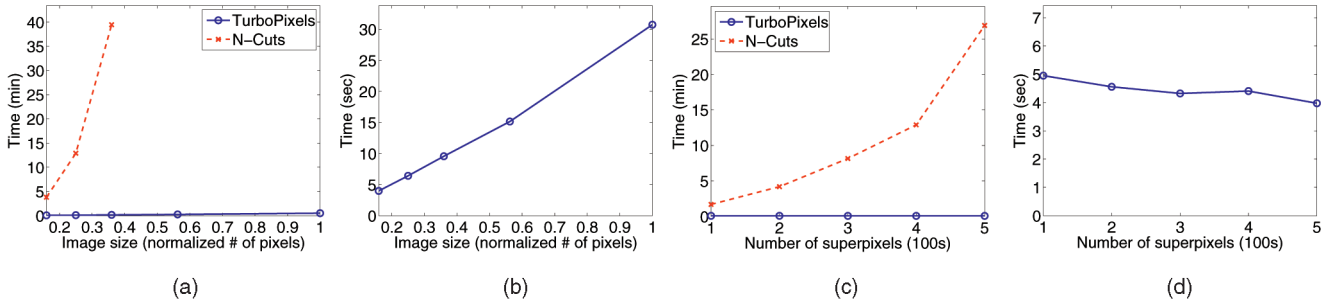 TurboPixels
N−Cuts
Time (min)
40
35
30
25
20
15
10
5
0
0.2 0.3 0.4 0.5 0.6 0.7 0.8 0.9 1
Image size (normalized # of pixels)
(a)
Time (sec)
30
25
20
15
10
5
0
0.2 0.3 0.4 0.5 0.6 0.7 0.8 0.9 1
Image size (normalized # of pixels)
(b)
TurboPixels
N−Cuts
Time (min)
25
20
15
10
5
0
1 2 3 4 5
Number of superpixels (100s)
(c)
Time (sec)
7
6
5
4
3
2
1
0
1 2 3 4 5
Number of superpixels (100s)
(d)